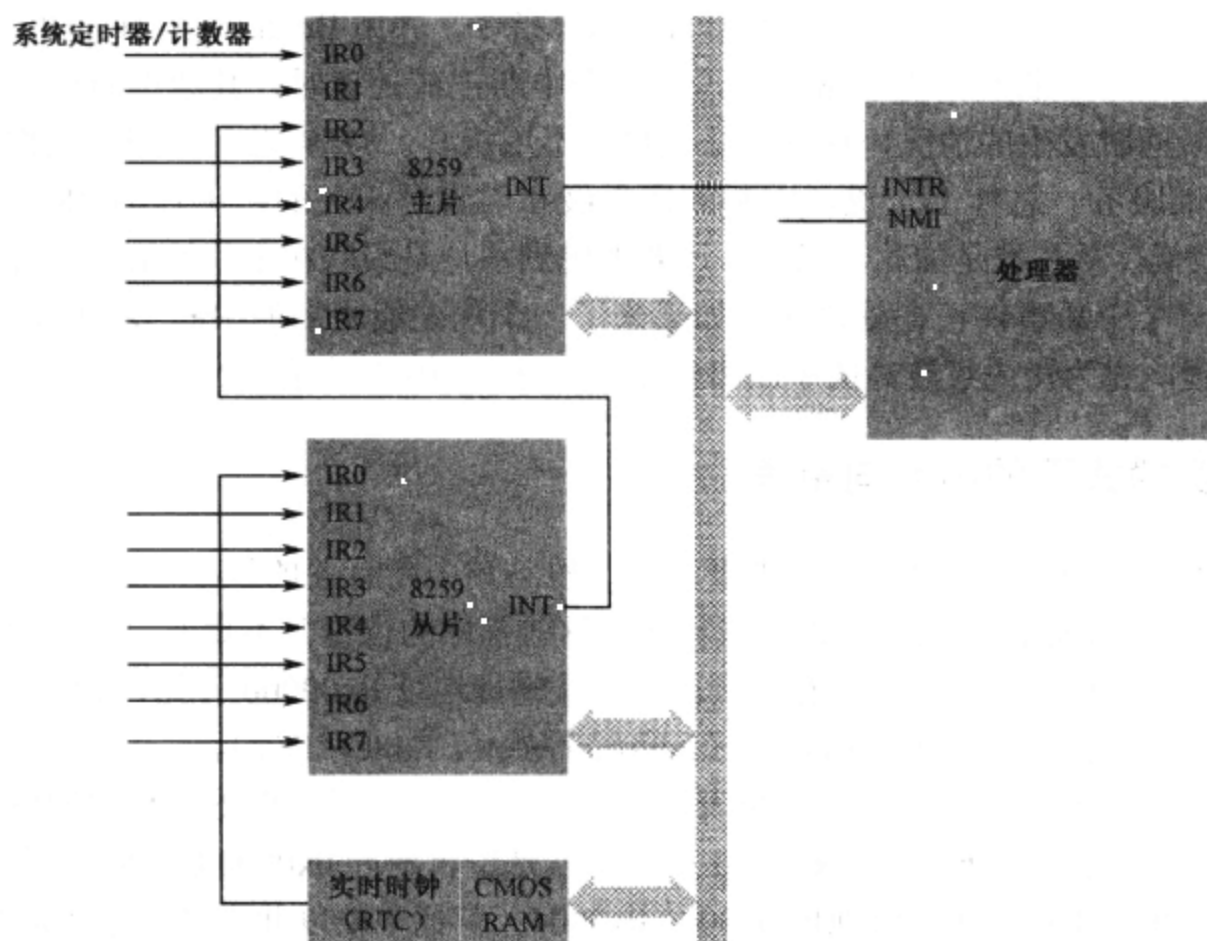 系统定时器/计数器
IR0
IR1
IR2
IR3
IR4
IR5
IR6
IR7
8259
主片
INT
INTR
NMI
处理器
IR0
IR1
IR2
IR3
IR4
IR5
IR6
IR7
8259
从片
INT
实时时钟
(RTC)
CMOS
RAM